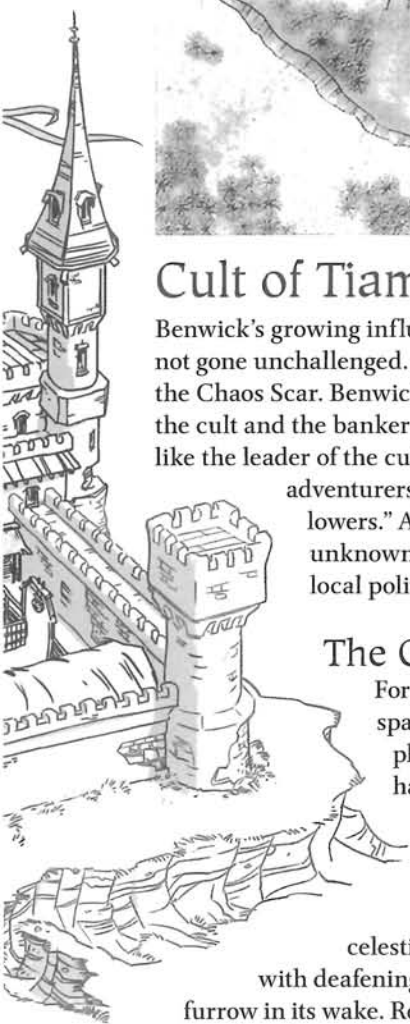 Cult of Tiam
Benwick's growing influ
not gone unchallenged.
the Chaos Scar. Benwic
the cult and the banker
like the leader of the cu
adventurers
lowers." A
unknown
local poli
The C
For
spa
pl
ha
celesti
with deafening
furrow in its wake. Re